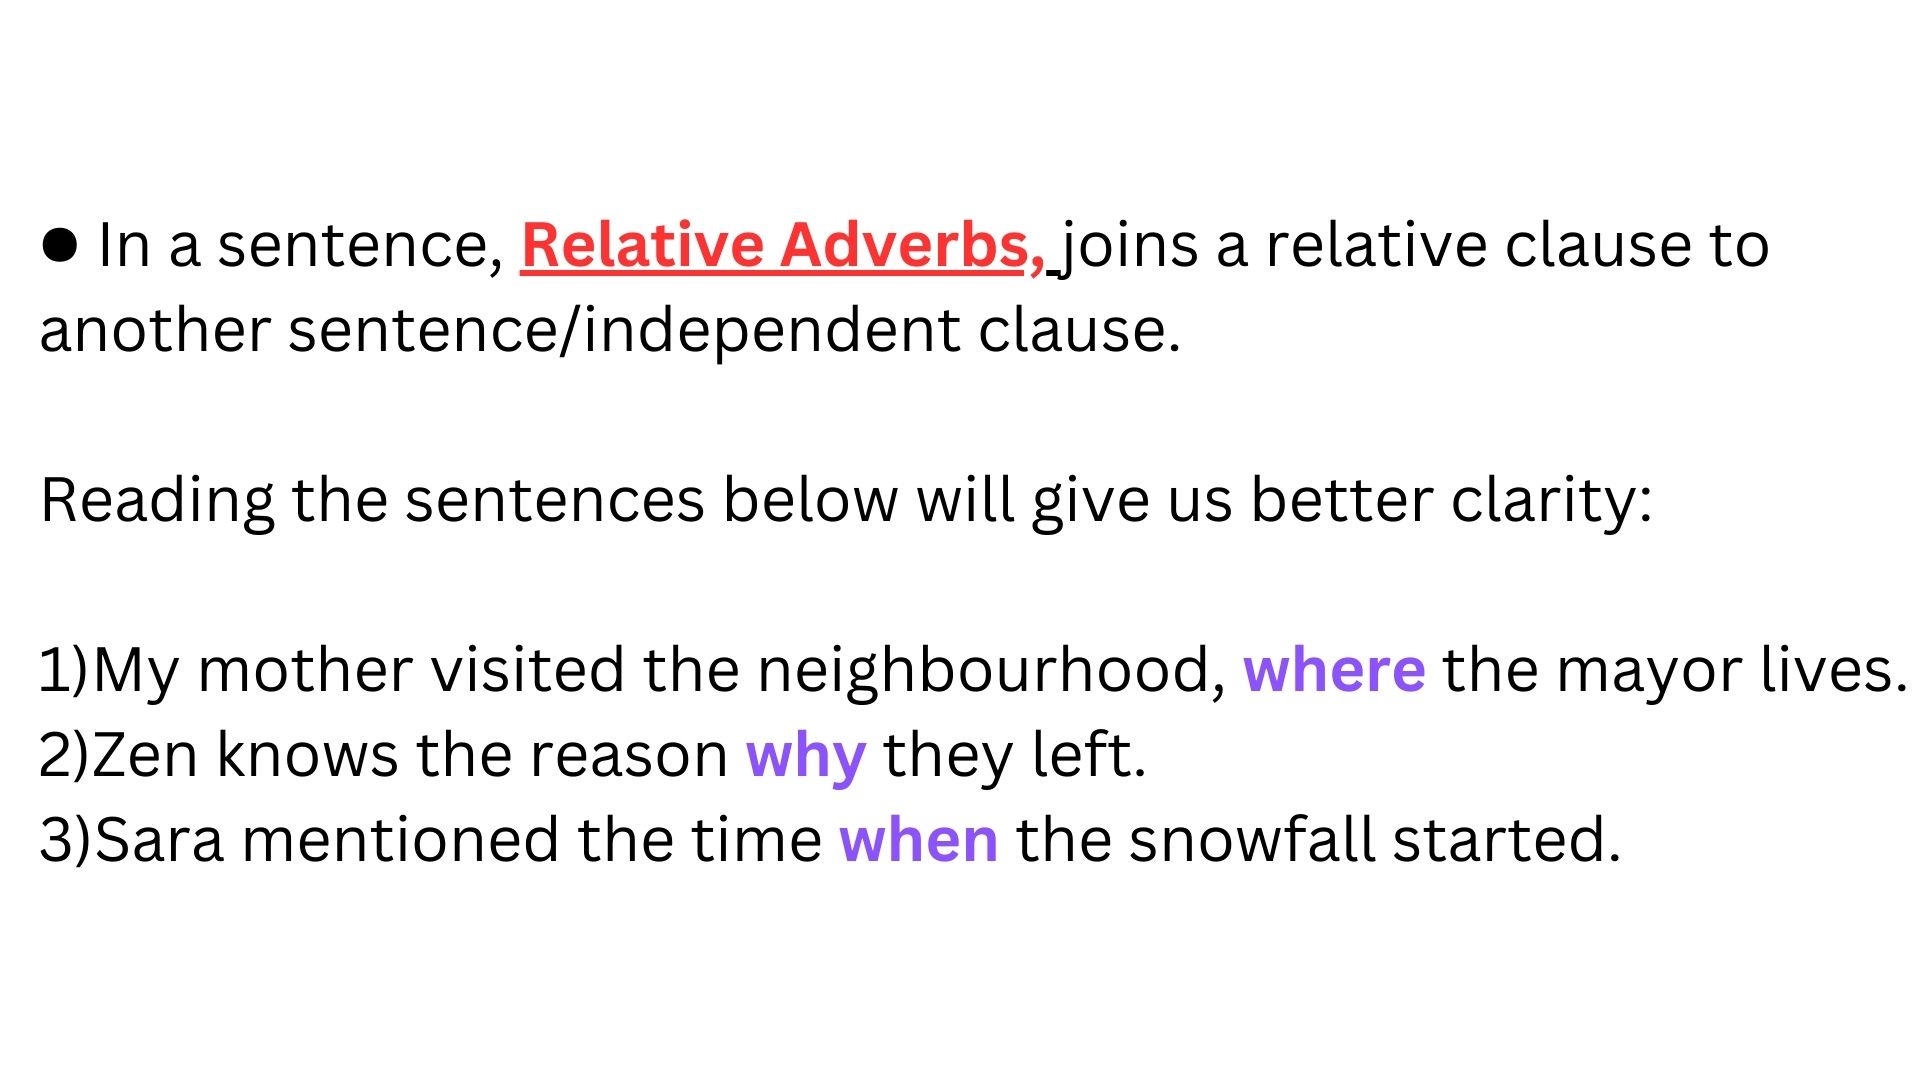 ● In a sentence, Relative Adverbs, joins a relative clause to
another sentence/independent clause.
Reading the sentences below will give us better clarity:
1)My mother visited the neighbourhood, where the mayor lives.
2)Zen knows the reason why they left.
3)Sara mentioned the time when the snowfall started.